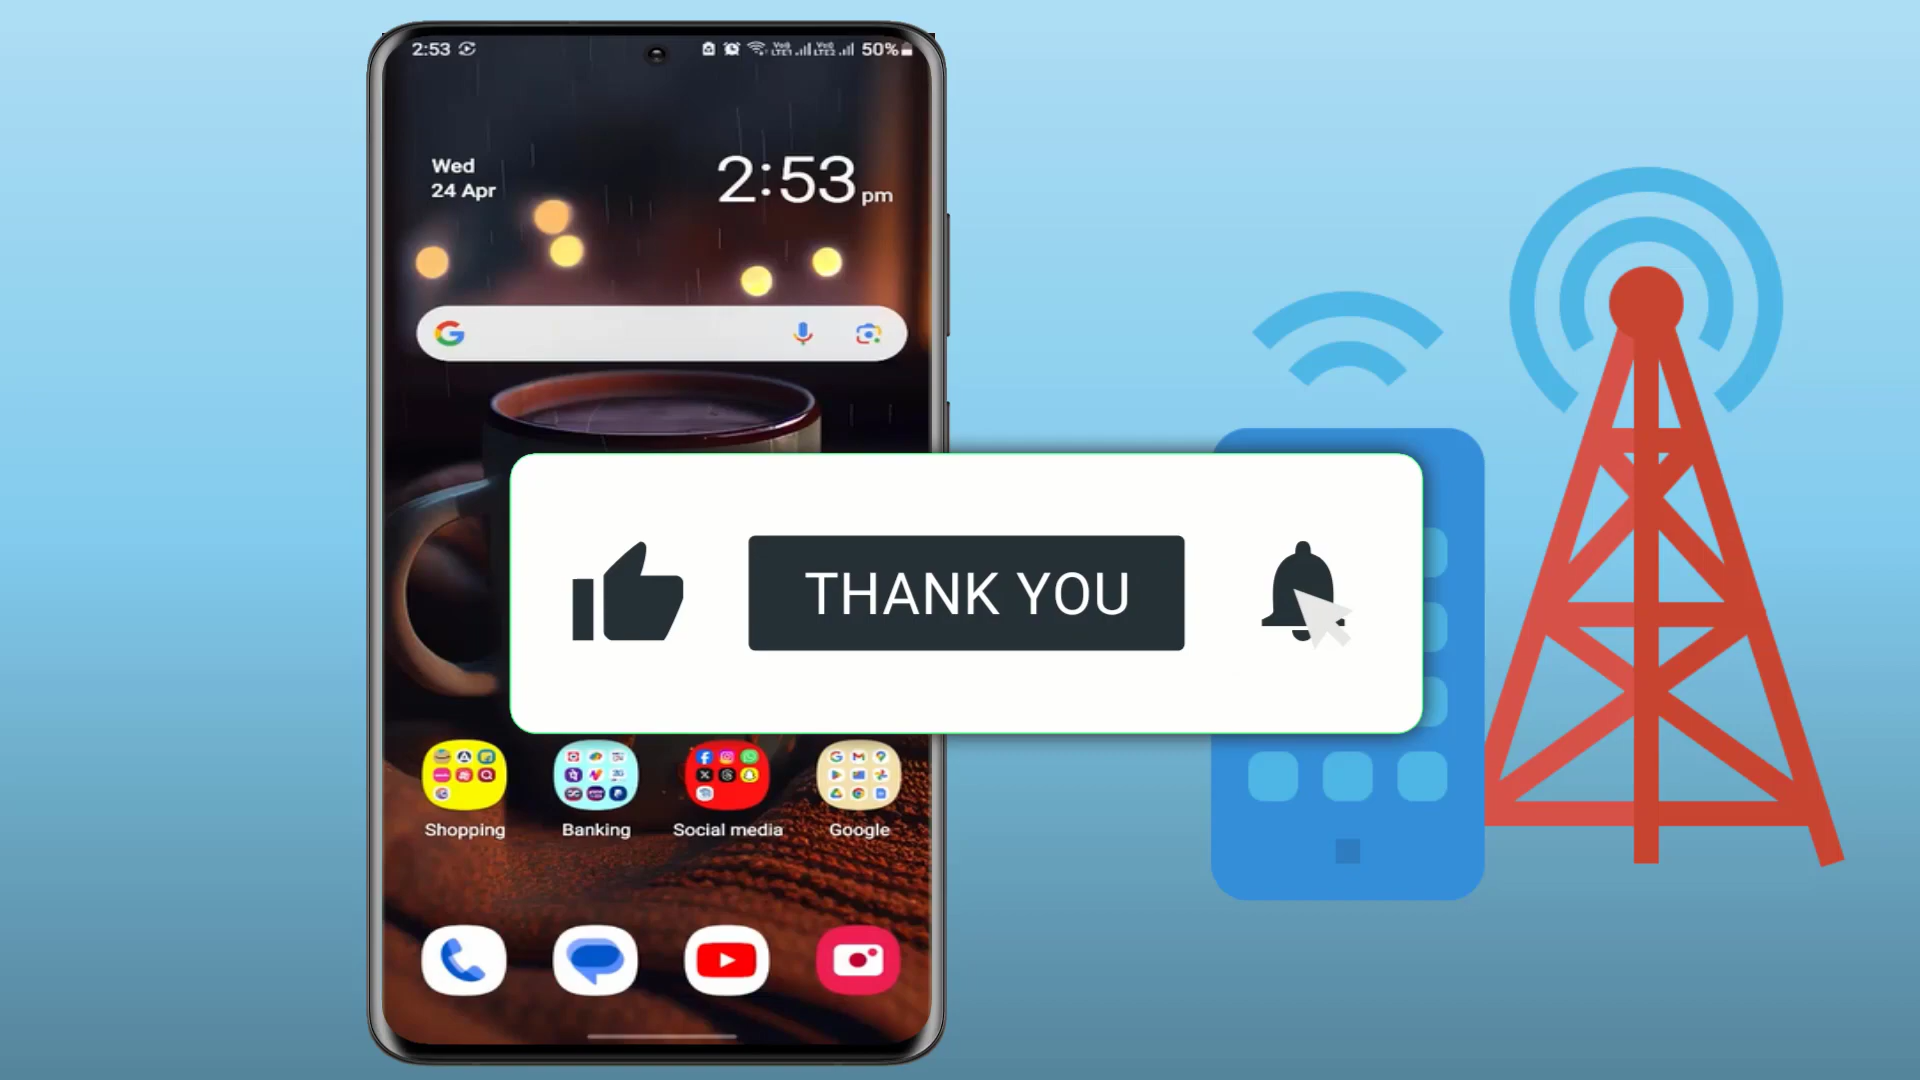 2:53
50%
Wed
24 Apr
2:53 pm
THANK YOU
Shopping
Banking
Social media
Google